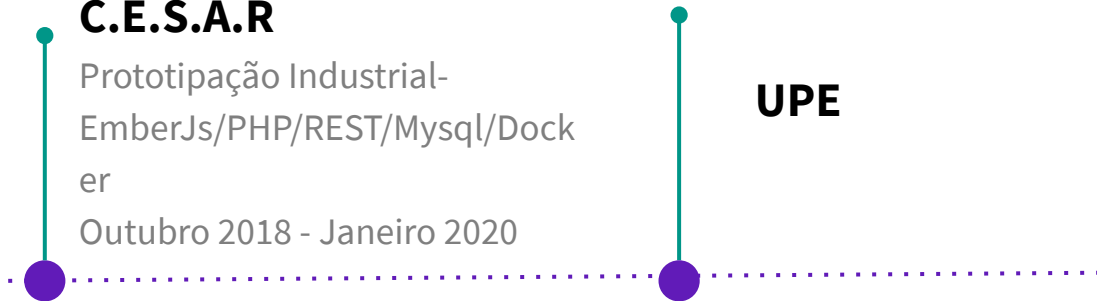 C.E.S.A.R
Prototipação Industrial-
EmberJs/PHP/REST/Mysql/Dock
er
Outubro 2018 - Janeiro 2020
UPE